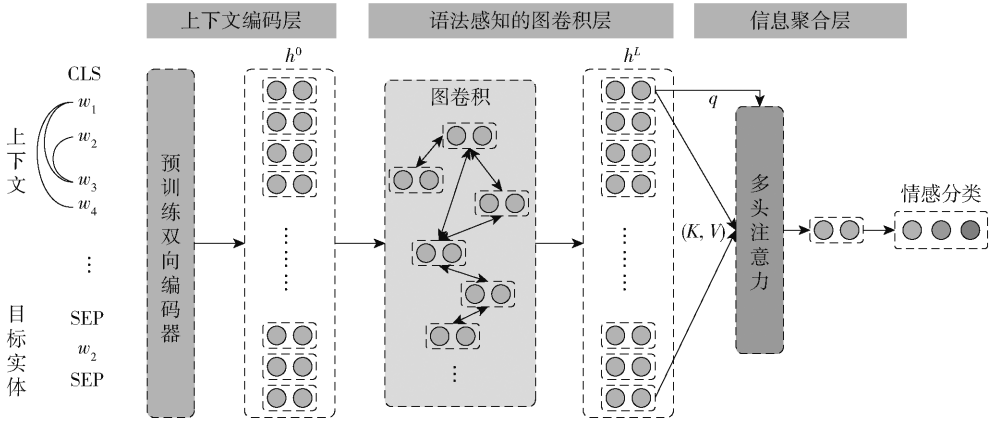 上下文编码层
语法感知的图卷积层
信息聚合层
CLS
w1
w2
w3
w4
⋮
SEP
w2
SEP
上下文
目标实体
预训练双向编码器
h0
……
图卷积
⋮
hL
……
q
(K, V)
多头注意力
情感分类